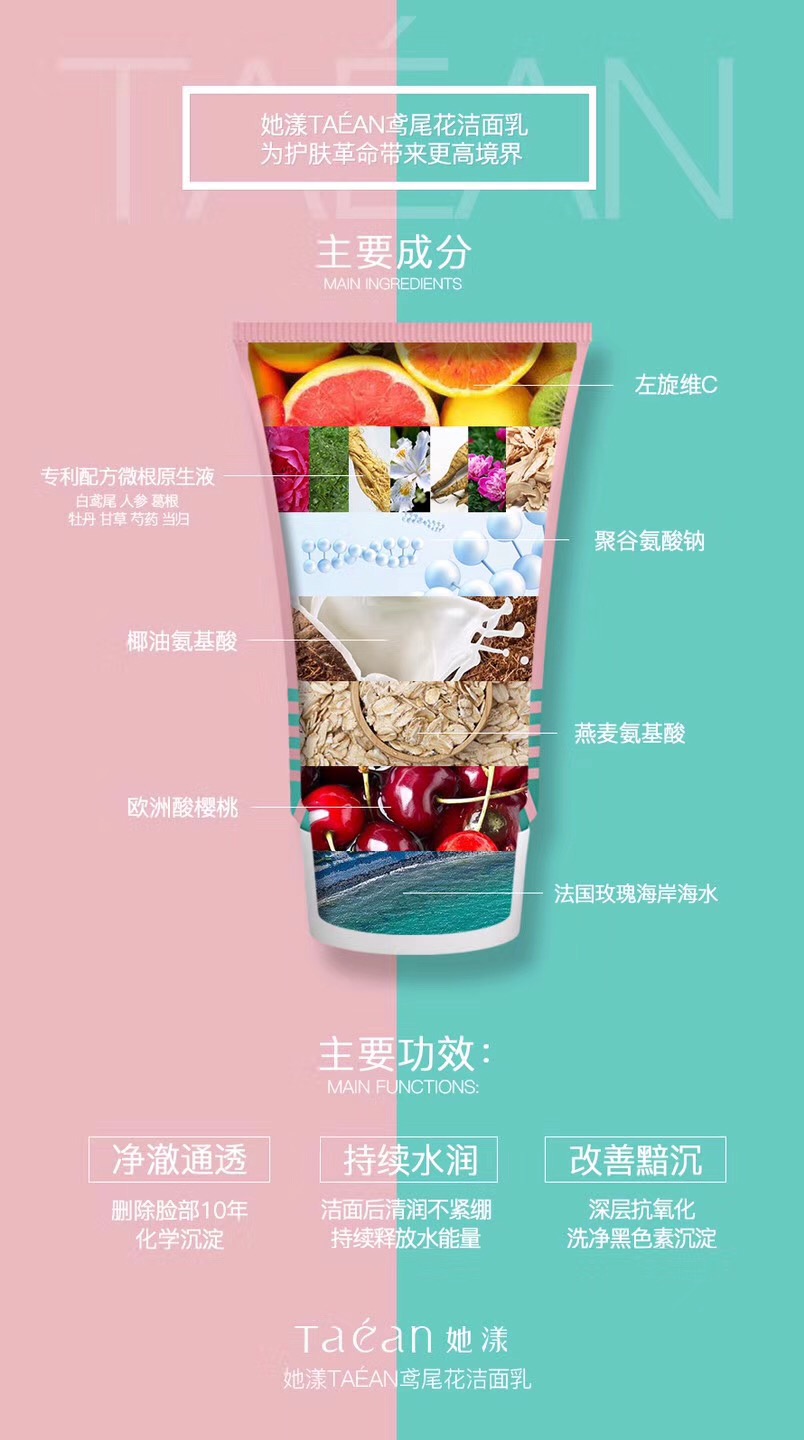 TAÉAN
她漾TAÉAN鸢尾花洁面乳
为护肤革命带来更高境界
主要成分
MAIN INGREDIENTS
左旋维C
专利配方微根原生液
白鸢尾 人参 葛根
牡丹 甘草 芍药 当归
聚谷氨酸钠
椰油氨基酸
燕麦氨基酸
欧洲酸樱桃
法国玫瑰海岸海水
主要功效：
MAIN FUNCTIONS:
净澈通透
删除脸部10年
化学沉淀
持续水润
洁面后清润不紧绷
持续释放水能量
改善黯沉
深层抗氧化
洗净黑色素沉淀
Taéan 她漾
她漾TAÉAN鸢尾花洁面乳